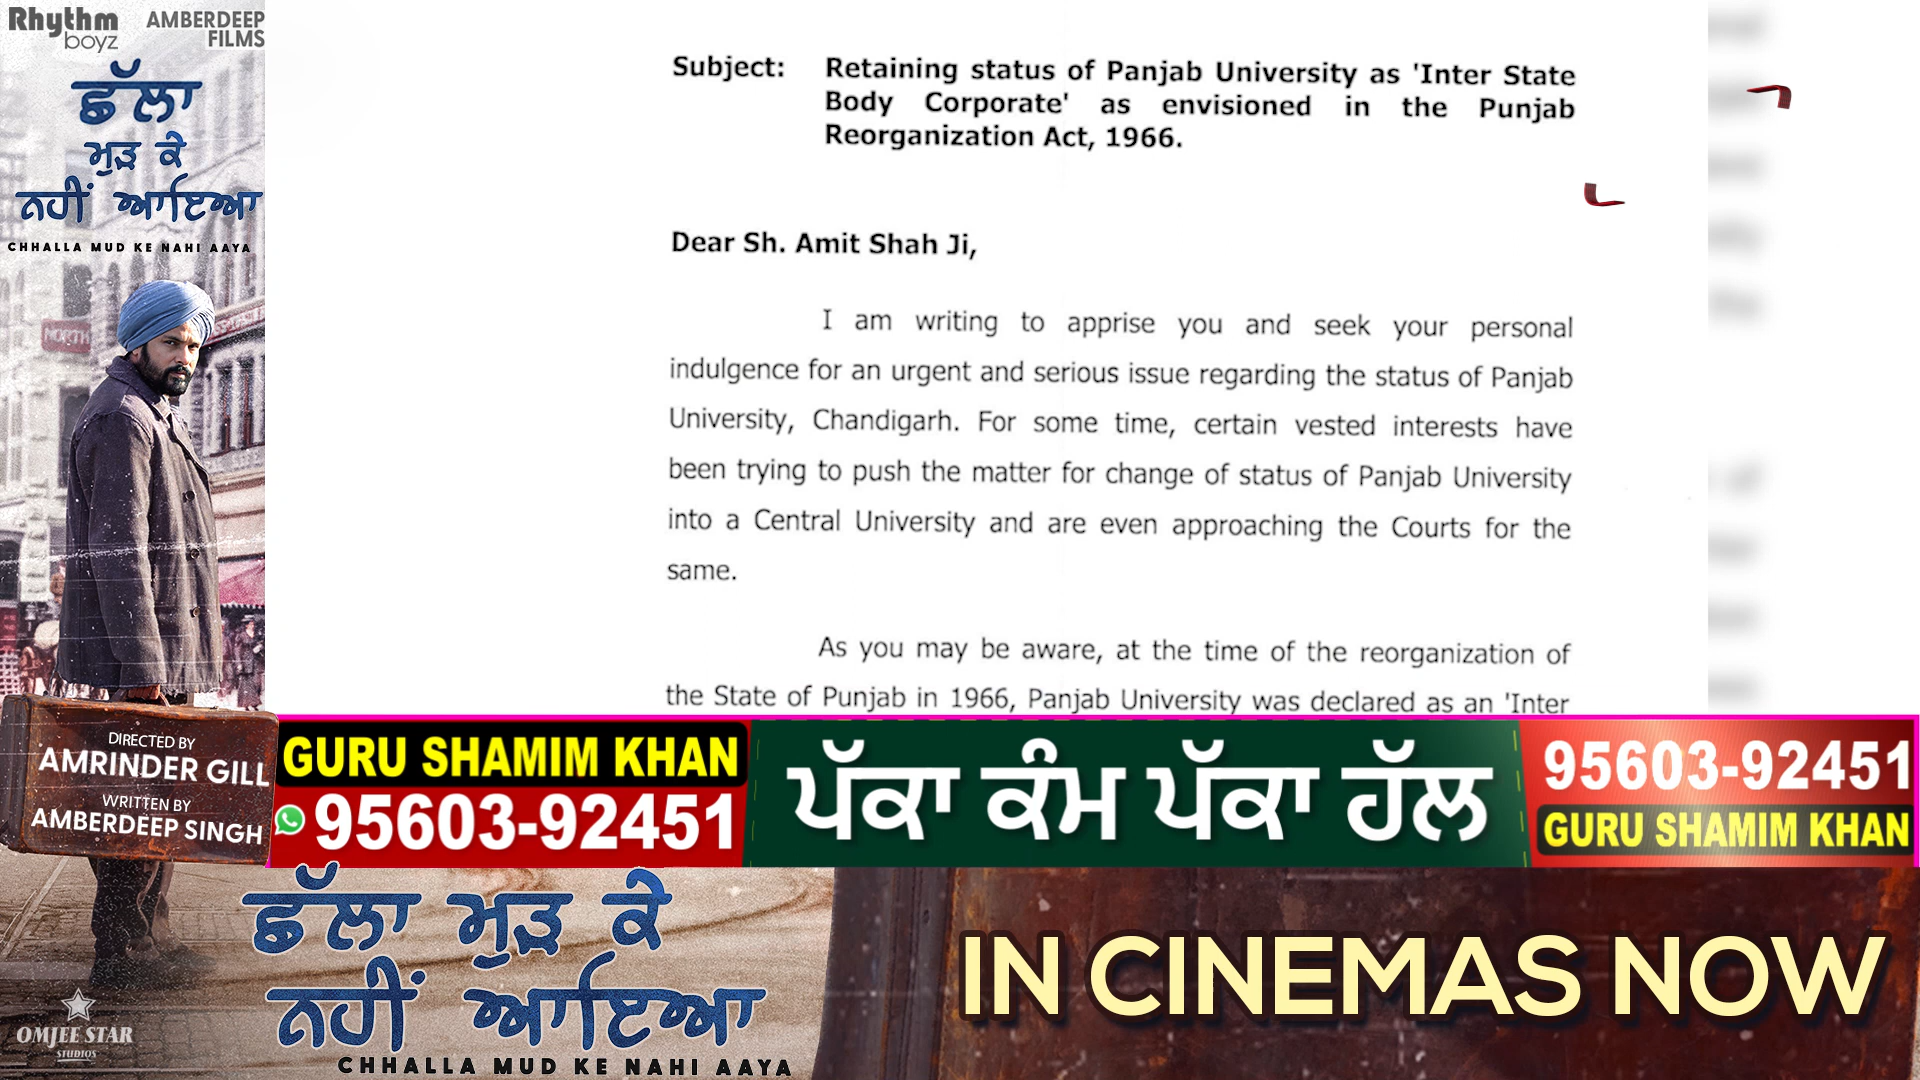 Rhythm
boyz
AMBERDEEP
FILMS
ਛੱਲਾ
ਮੁੜ ਕੇ
ਨਹੀਂ ਆਇਆ
CHHALLA MUD KE NAHI AAYA
NORTH
DIRECTED BY
AMRINDER GILL
WRITTEN BY
AMBERDEEP SINGH
Subject: Retaining status of Panjab University as 'Inter State
Body Corporate' as envisioned in the Punjab
Reorganization Act, 1966.
Dear Sh. Amit Shah Ji,
I am writing to apprise you and seek your personal
indulgence for an urgent and serious issue regarding the status of Panjab
University, Chandigarh. For some time, certain vested interests have
been trying to push the matter for change of status of Panjab University
into a Central University and are even approaching the Courts for the
same.
As you may be aware, at the time of the reorganization of
the State of Punjab in 1966, Panjab University was declared as an 'Inter
GURU SHAMIM KHAN
95603-92451
ਪੱਕਾ ਕੰਮ ਪੱਕਾ ਹੱਲ
95603-92451
GURU SHAMIM KHAN
ਛੱਲਾ ਮੁੜ ਕੇ
ਨਹੀਂ ਆਇਆ
CHHALLA MUD KE NAHI AAYA
OMJEE STAR
STUDIOS
IN CINEMAS NOW